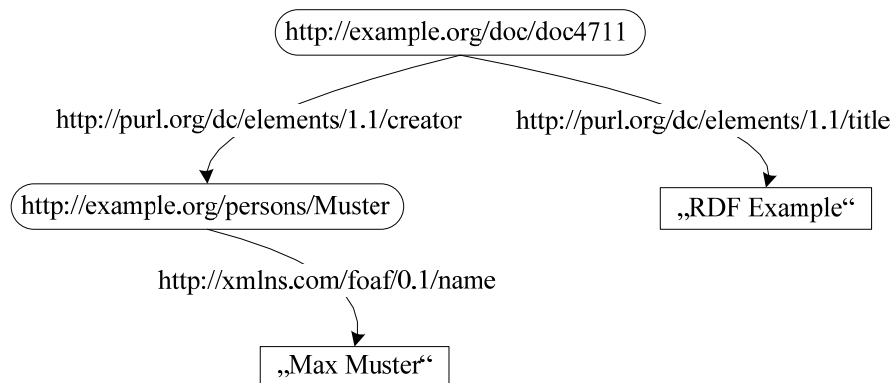 http://example.org/doc/doc4711
http://purl.org/dc/elements/1.1/creator
http://purl.org/dc/elements/1.1/title
http://example.org/persons/Muster
„RDF Example“
http://xmlns.com/foaf/0.1/name
„Max Muster“